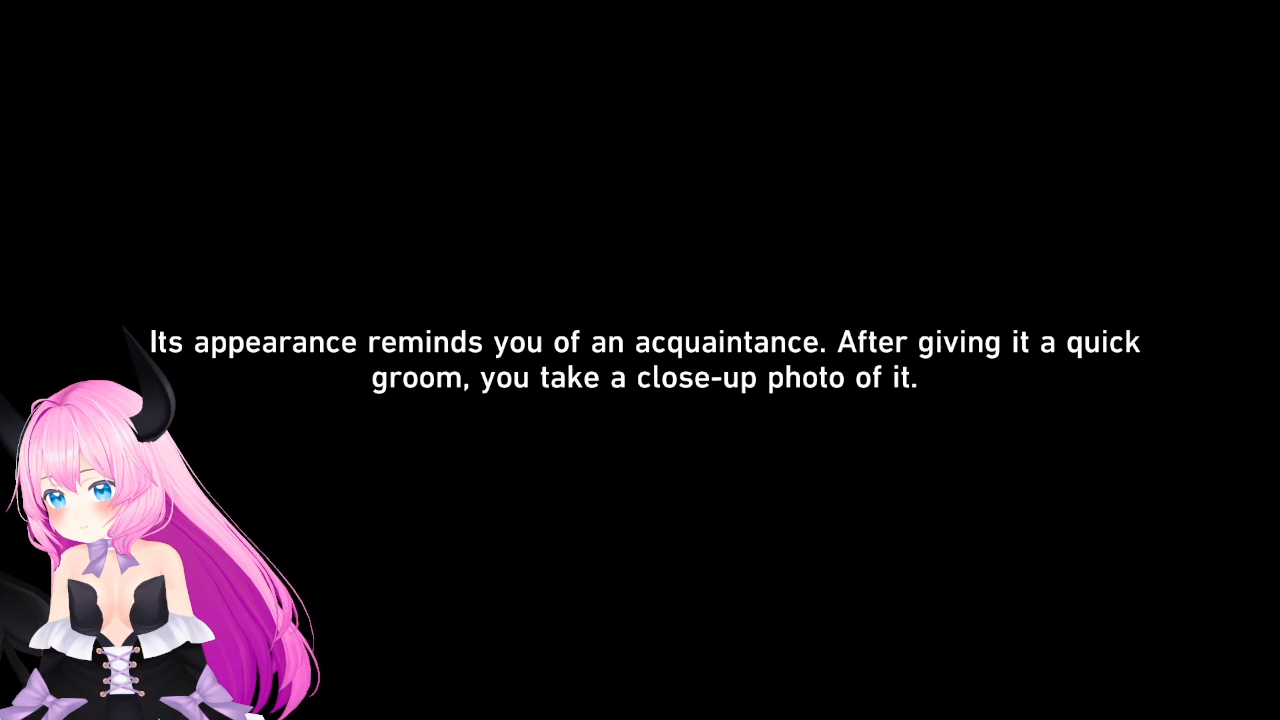 Its appearance reminds you of an acquaintance. After giving it a quick
groom, you take a close-up photo of it.